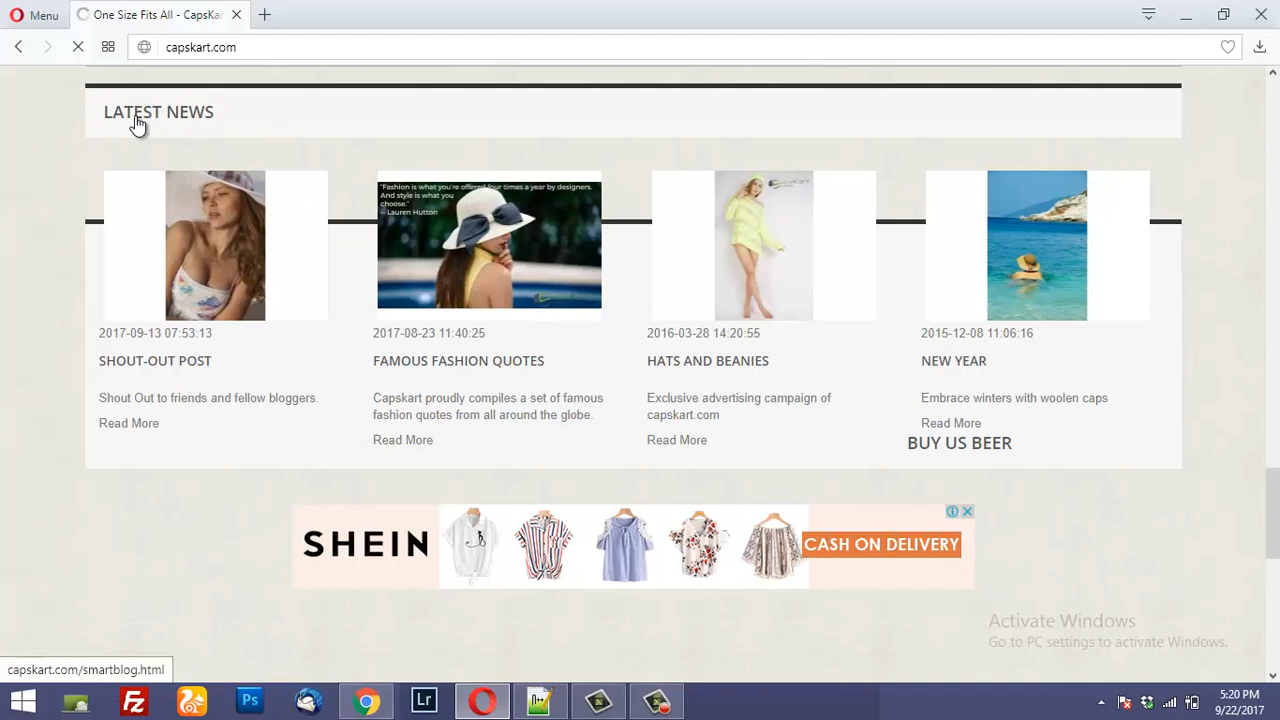 Menu
One Size Fits All - CapsKar
capskart.com
LATEST NEWS
"Fashion is what you're offered four times a year by designers.
And style is what you
choose."
– Lauren Hutton
2017-09-13 07:53:13
2017-08-23 11:40:25
2016-03-28 14:20:55
2015-12-08 11:06:16
SHOUT-OUT POST
FAMOUS FASHION QUOTES
HATS AND BEANIES
NEW YEAR
Shout Out to friends and fellow bloggers.
Capskart proudly compiles a set of famous
fashion quotes from all around the globe.
Exclusive advertising campaign of
capskart.com
Embrace winters with woolen caps
Read More
Read More
Read More
Read More
BUY US BEER
SHEIN
CASH ON DELIVERY
Activate Windows
Go to PC settings to activate Windows.
capskart.com/smartblog.html
Fz
Ps
Lr
5:20 PM
9/22/2017